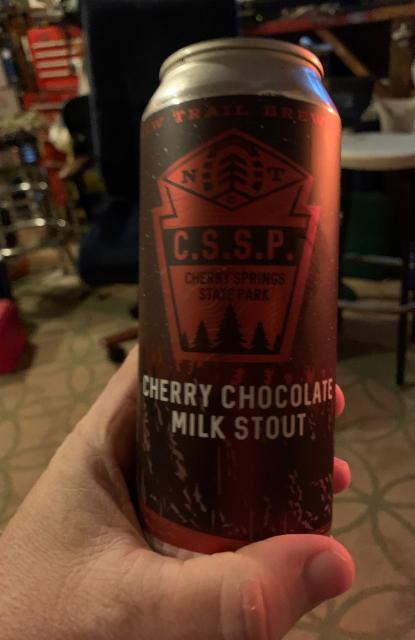 TRAIL BREW
N T
C
C.S.S.P.
CHERRY SPRINGS
STATE PARK
CHERRY CHOCOLATE
MILK STOUT